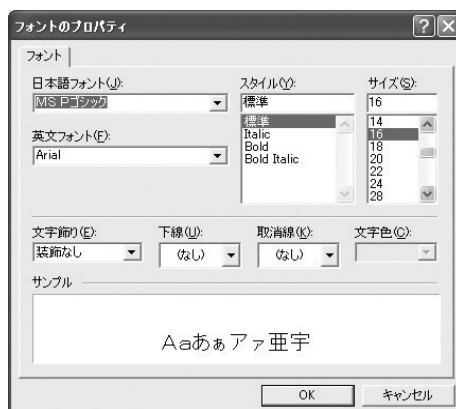 フォントのプロパティ
フォント
日本語フォント(J):
MS Pゴシック
英文フォント(F):
Arial
スタイル(Y):
標準
標準
Italic
Bold
Bold Italic
サイズ(S):
16
14
16
18
20
22
24
28
文字飾り(E):
装飾なし
下線(U):
(なし)
取消線(K):
(なし)
文字色(C):
サンプル
Aaあぁアァ亜宇
OK
キャンセル